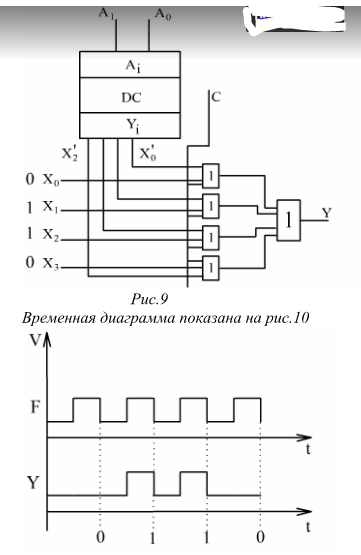 A₁ A₀
Aᵢ
DC
Yᵢ
C
X'₂ X'₀
0 X₀ 1
1 X₁ 1
1 X₂ 1
0 X₃ 1
1 Y
Рис.9
Временная диаграмма показана на рис.10
V
F
t
Y
t
0 1 1 0